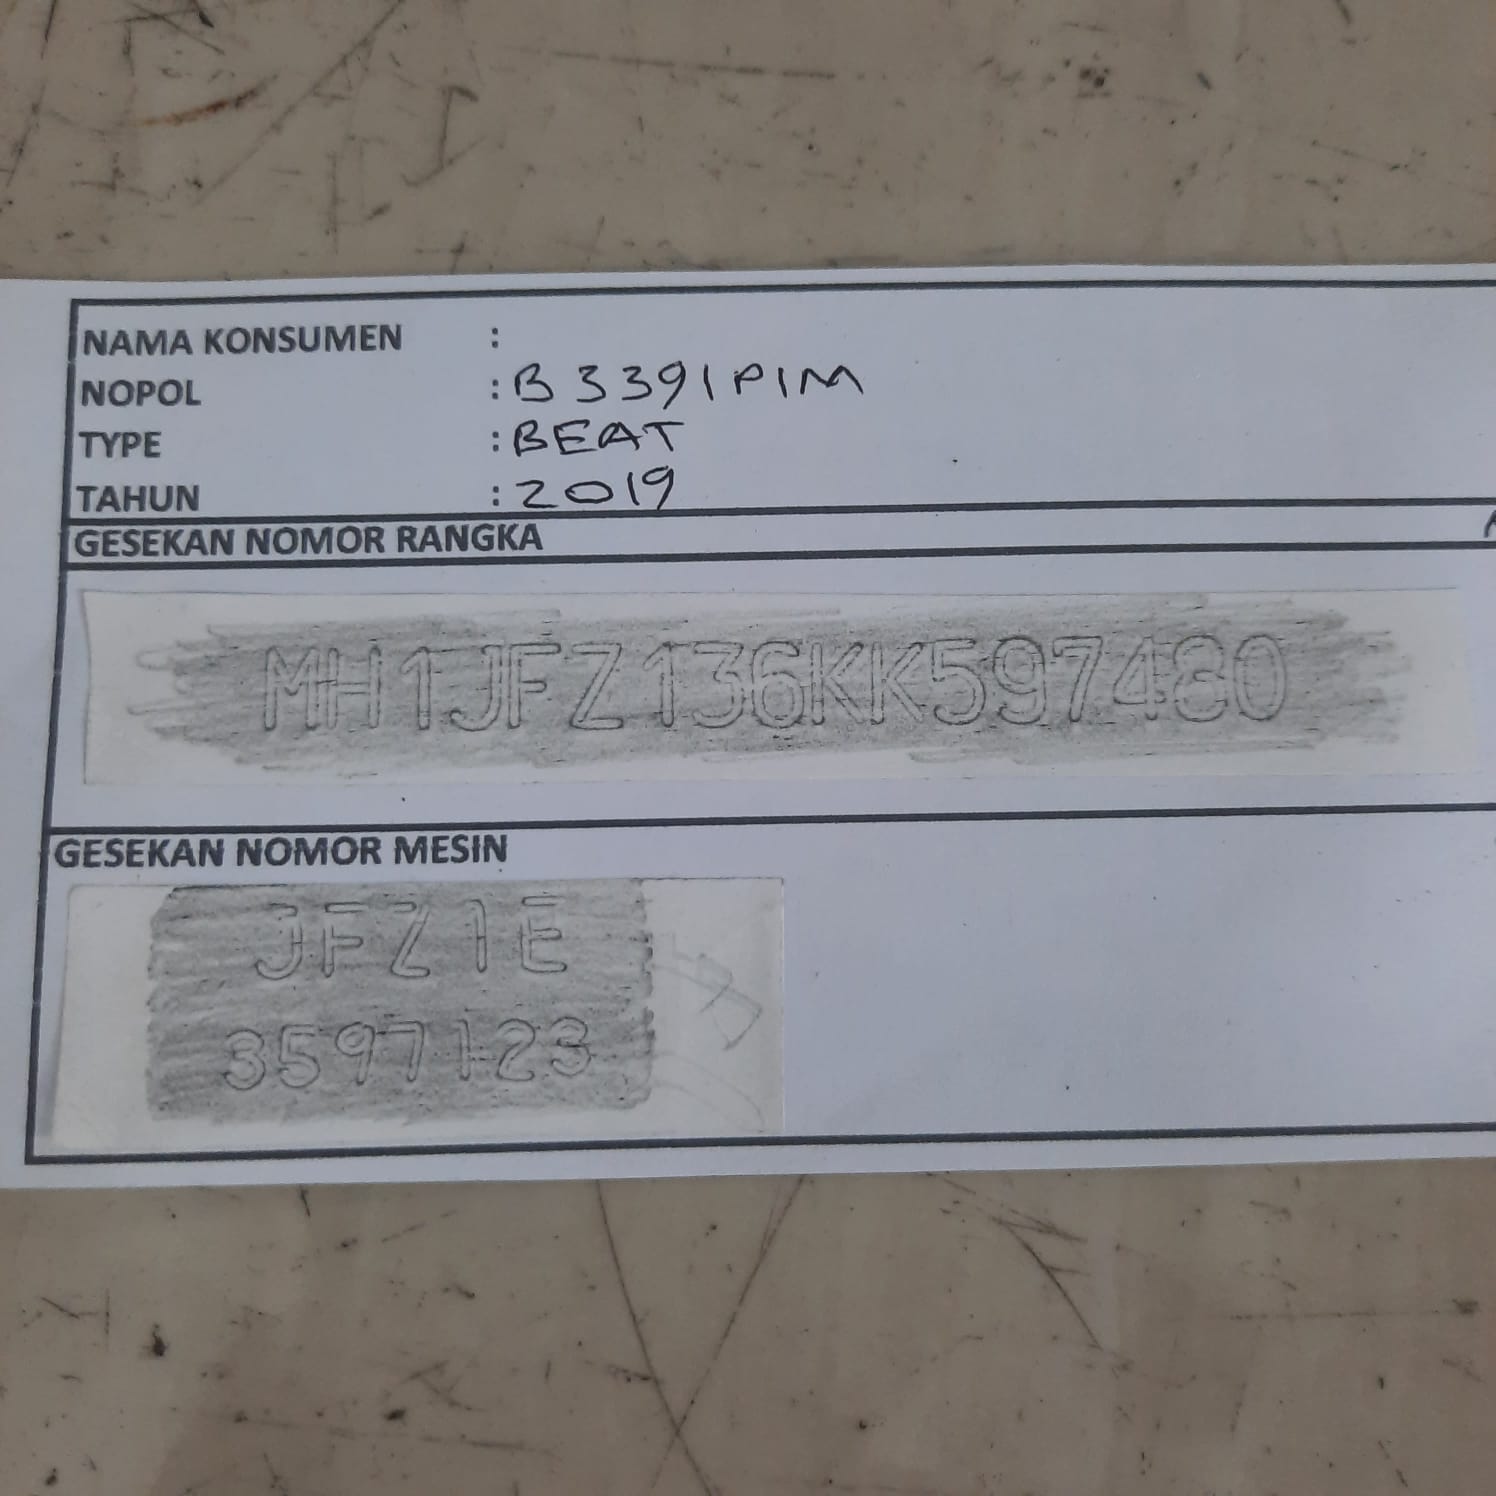 NAMA KONSUMEN :
NOPOL : B 3391 PIM
TYPE : BEAT
TAHUN : 2019
GESEKAN NOMOR RANGKA
MH1JFZ136KK597480
GESEKAN NOMOR MESIN
JFZ1E
3597123